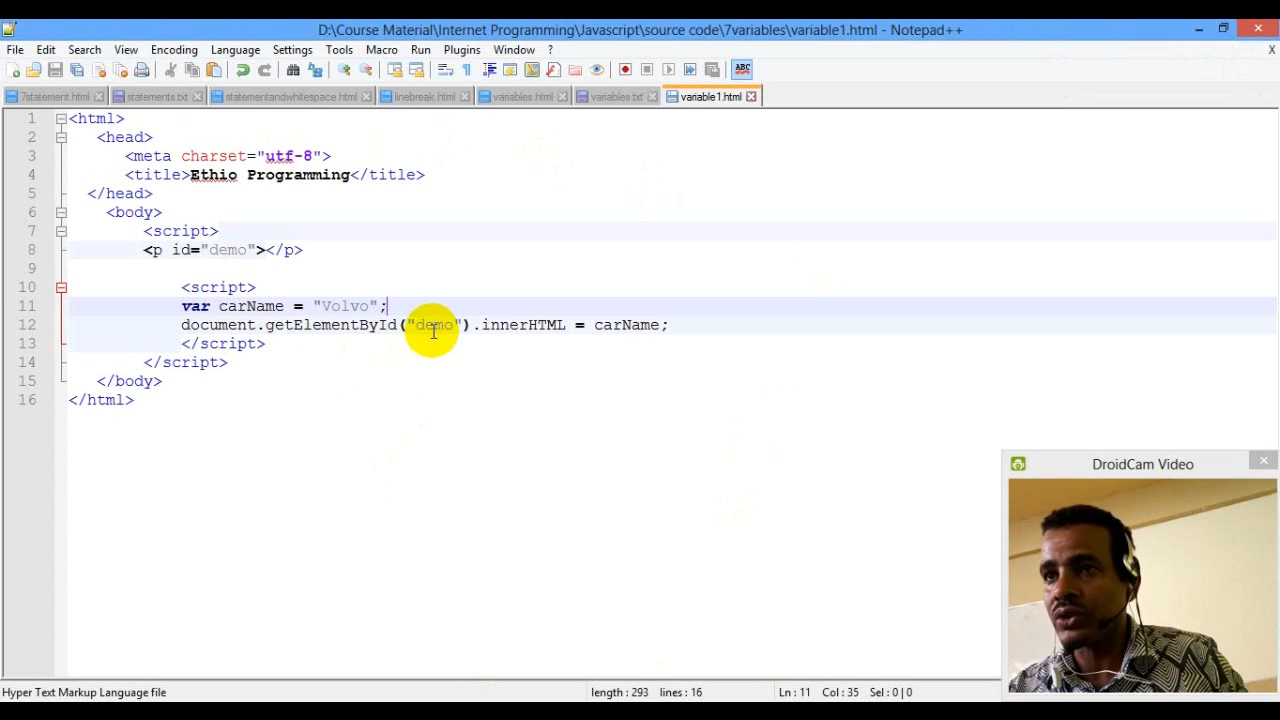 D:\Course Material\Internet Programming\Javascript\source code\7variables\variable1.html - Notepad++
File Edit Search View Encoding Language Settings Tools Macro Run Plugins Window ? X
ABC
7statement.html statements.txt statementandwhitespace.html linebreak.html variables.html variables.txt variable1.html
1 <html>
2 <head>
3 <meta charset="utf-8">
4 <title>Ethio Programming</title>
5 </head>
6 <body>
7 <script>
8 <p id="demo"></p>
9
10 <script>
11 var carName = "Volvo";
12 document.getElementById("demo").innerHTML = carName;
13 </script>
14 </script>
15 </body>
16 </html>
DroidCam Video
Hyper Text Markup Language file length : 293 lines : 16 Ln : 11 Col : 35 Sel : 0 | 0